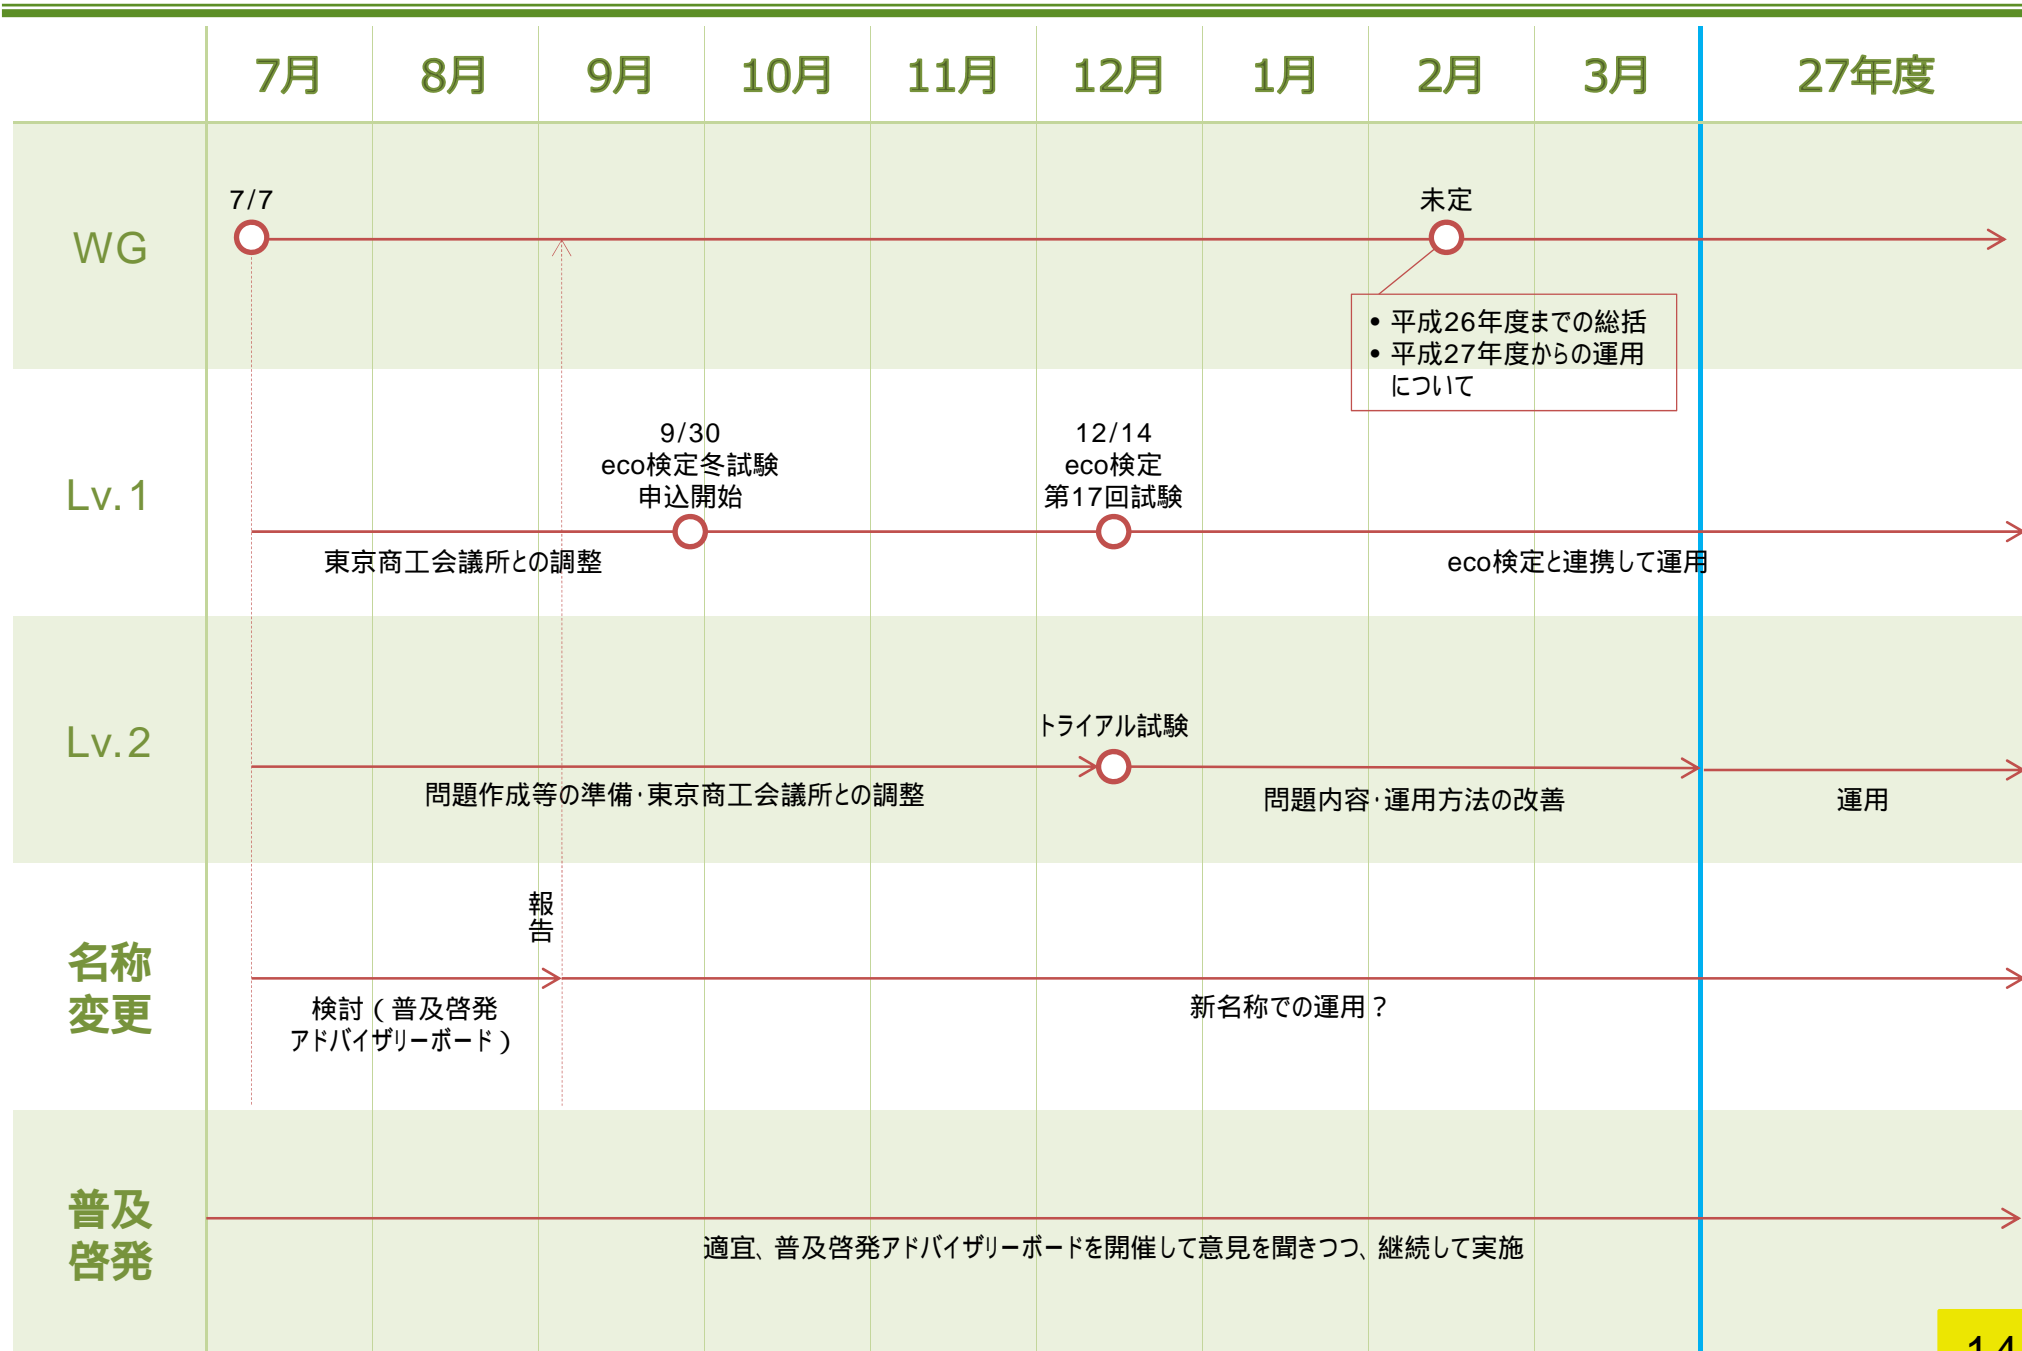 7月 8月 9月 10月 11月 12月 1月 2月 3月 27年度
WG
7/7
未定
• 平成26年度までの総括
• 平成27年度からの運用
について
Lv.1
9/30
eco検定冬試験
申込開始
12/14
eco検定
第17回試験
東京商工会議所との調整
eco検定と連携して運用
Lv.2
トライアル試験
問題作成等の準備・東京商工会議所との調整
問題内容・運用方法の改善
運用
名称
変更
報告
検討（普及啓発
アドバイザリーボード）
新名称での運用？
普及
啓発
適宜、普及啓発アドバイザリーボードを開催して意見を聞きつつ、継続して実施
14